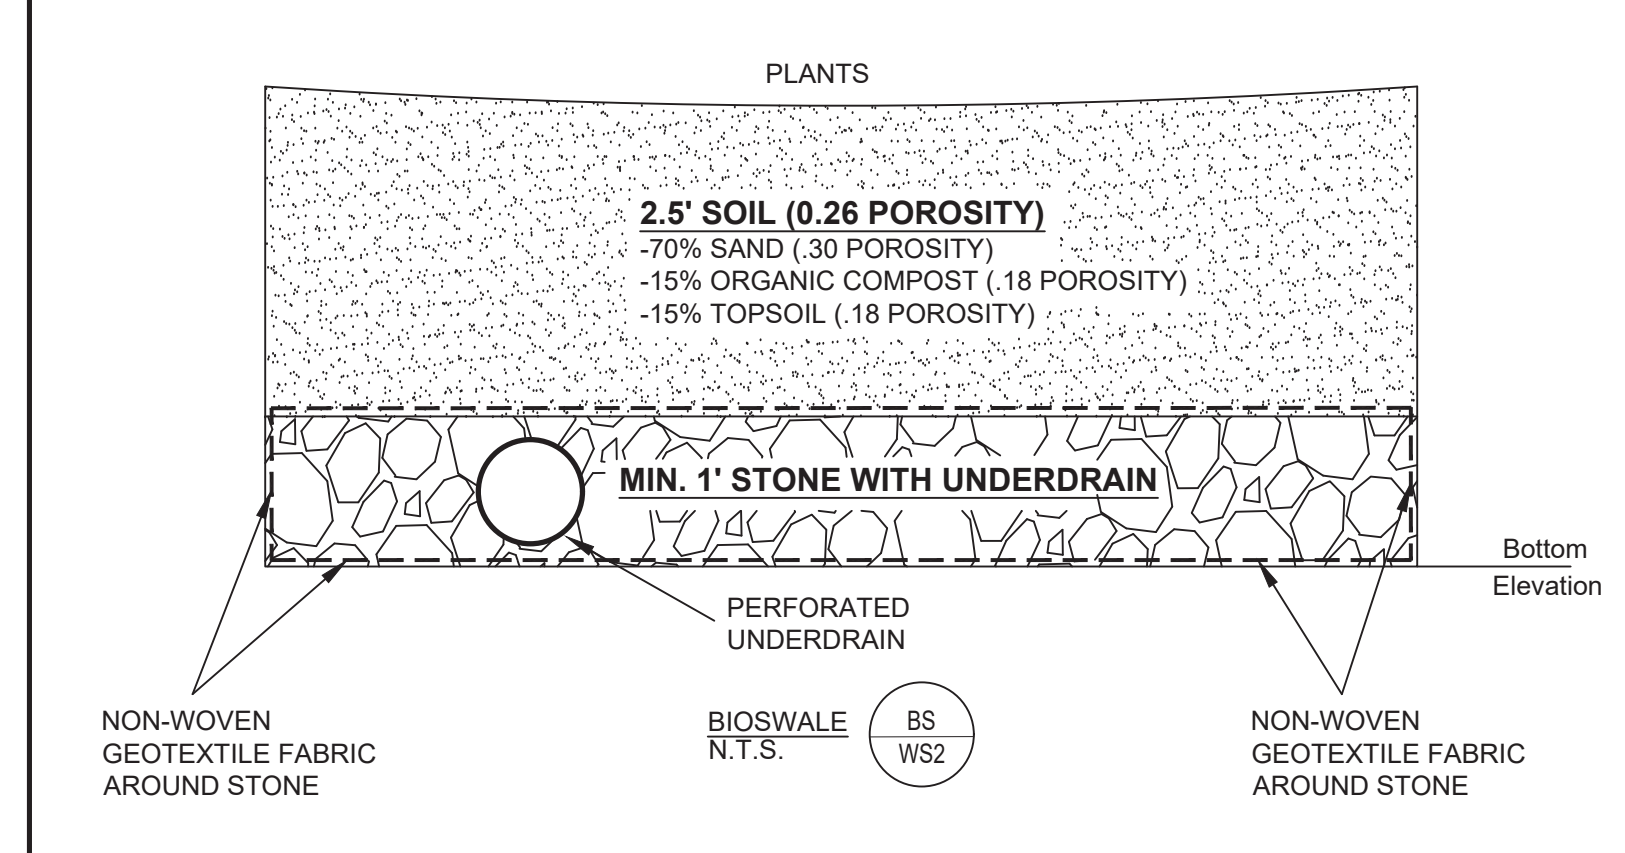 PLANTS
2.5' SOIL (0.26 POROSITY)
-70% SAND (.30 POROSITY)
-15% ORGANIC COMPOST (.18 POROSITY)
-15% TOPSOIL (.18 POROSITY)
MIN. 1' STONE WITH UNDERDRAIN
Bottom
Elevation
PERFORATED
UNDERDRAIN
NON-WOVEN
GEOTEXTILE FABRIC
AROUND STONE
BIOSWALE
N.T.S.
BS
WS2
NON-WOVEN
GEOTEXTILE FABRIC
AROUND STONE